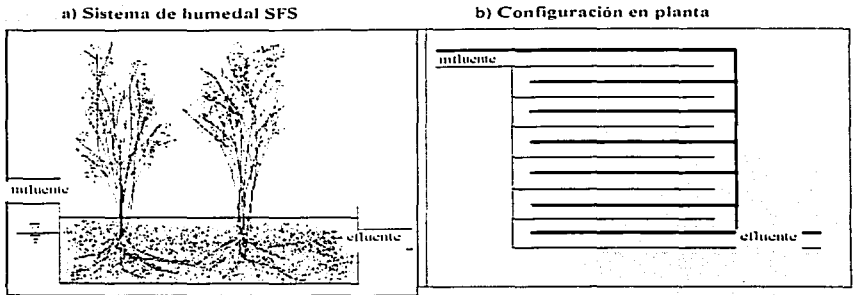 a) Sistema de humedal SFS
b) Configuración en planta
influente
efluente
influente
efluente